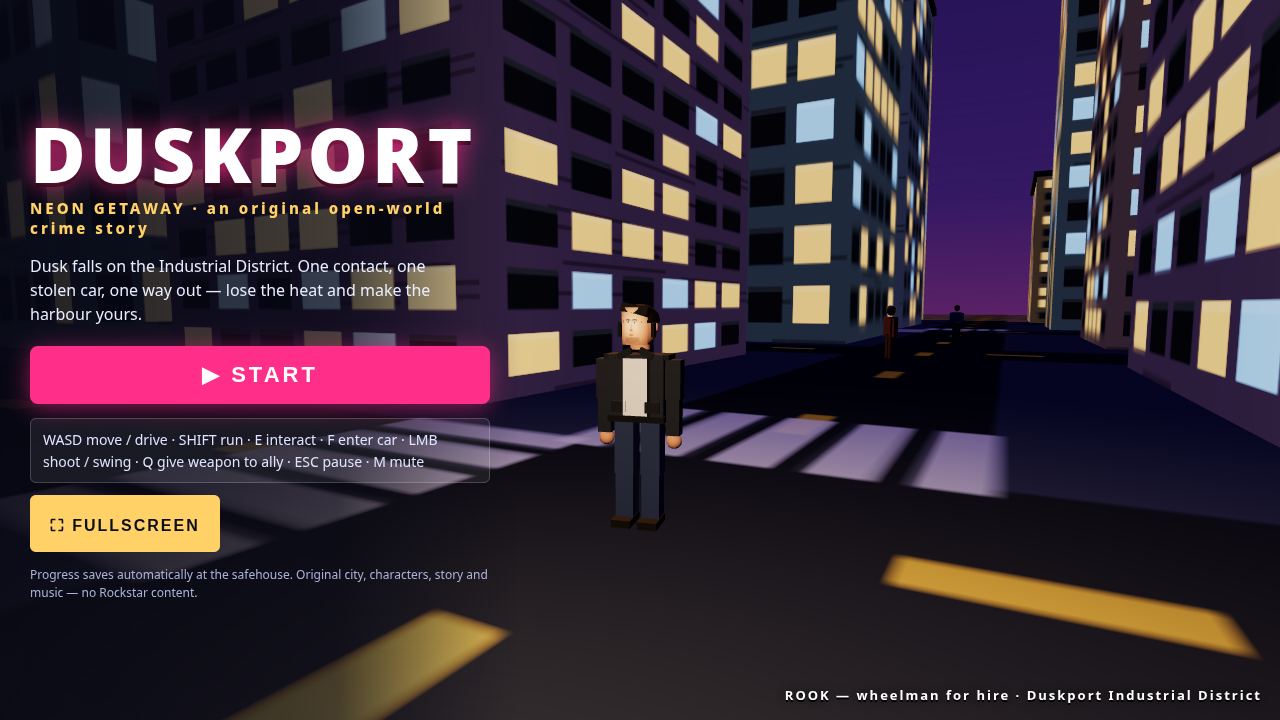 DUSKPORT
NEON GETAWAY · an original open-world
crime story
Dusk falls on the Industrial District. One contact, one
stolen car, one way out — lose the heat and make the
harbour yours.
▶ START
WASD move / drive · SHIFT run · E interact · F enter car · LMB
shoot / swing · Q give weapon to ally · ESC pause · M mute
⛶ FULLSCREEN
Progress saves automatically at the safehouse. Original city, characters, story and
music — no Rockstar content.
ROOK — wheelman for hire · Duskport Industrial District